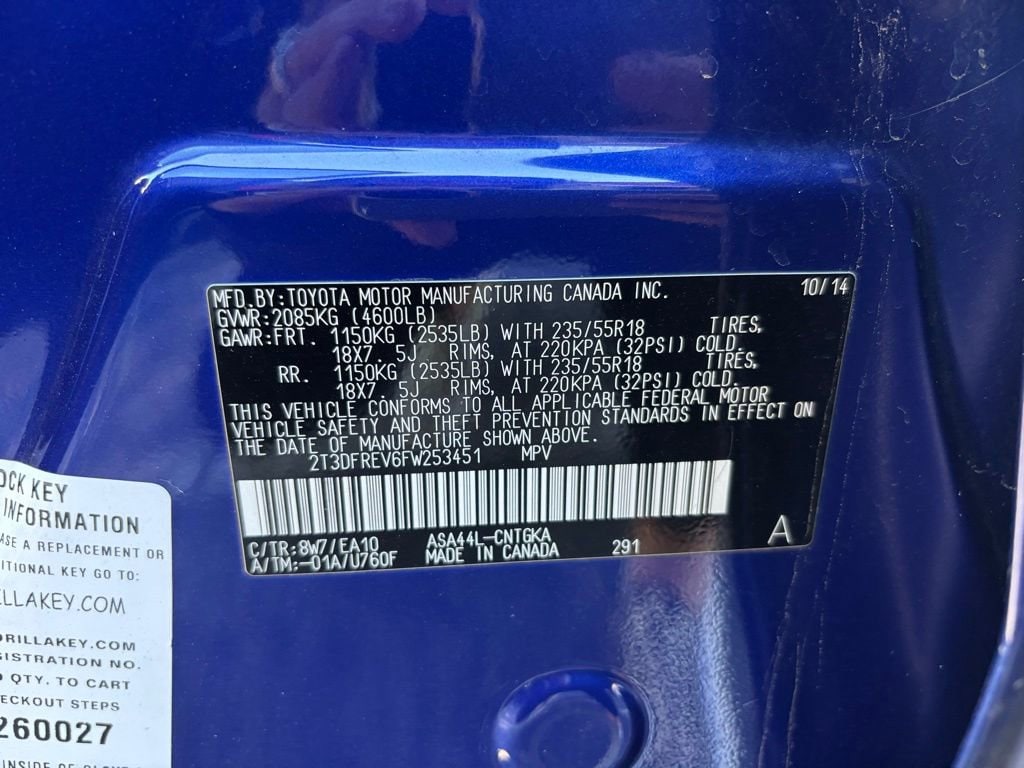 MFD.BY:TOYOTA MOTOR MANUFACTURING CANADA INC. 10/14
GVWR:2085KG (4600LB)
GAWR:FRT. 1150KG (2535LB) WITH 235/55R18 TIRES,
18X7. 5J RIMS, AT 220KPA (32PSI) COLD.
RR. 1150KG (2535LB) WITH 235/55R18 TIRES,
18X7. 5J RIMS, AT 220KPA (32PSI) COLD.
THIS VEHICLE CONFORMS TO ALL APPLICABLE FEDERAL MOTOR
VEHICLE SAFETY AND THEFT PREVENTION STANDARDS IN EFFECT ON
THE DATE OF MANUFACTURE SHOWN ABOVE.
2T3DFREV6FW253451 MPV
C/TR:8W7/EA10 ASA44L-CNTGKA 291 A
A/TM:-01A/U760F MADE IN CANADA
OCK KEY
INFORMATION
ASE A REPLACEMENT OR
ITIONAL KEY GO TO:
ILLAKEY.COM
DRILLAKEY.COM
GISTRATION NO.
QTY. TO CART
ECKOUT STEPS
260027